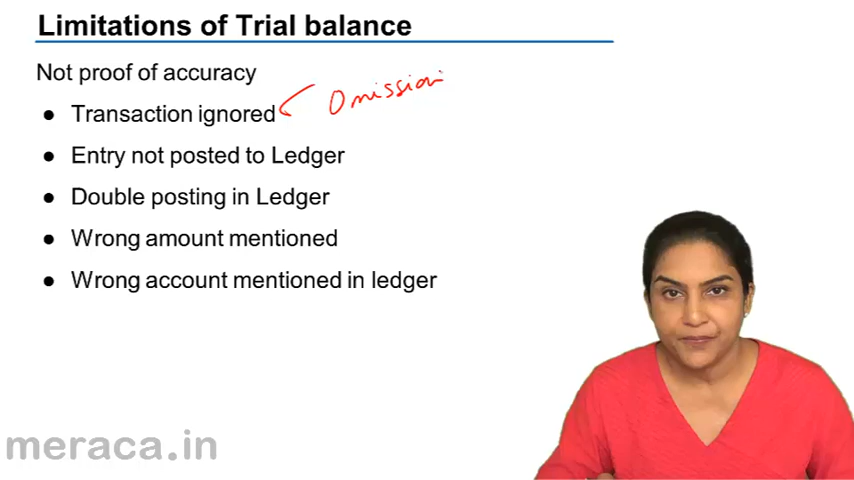 Limitations of Trial balance
Not proof of accuracy
● Transaction ignored
Omission
● Entry not posted to Ledger
● Double posting in Ledger
● Wrong amount mentioned
● Wrong account mentioned in ledger
meraca.in